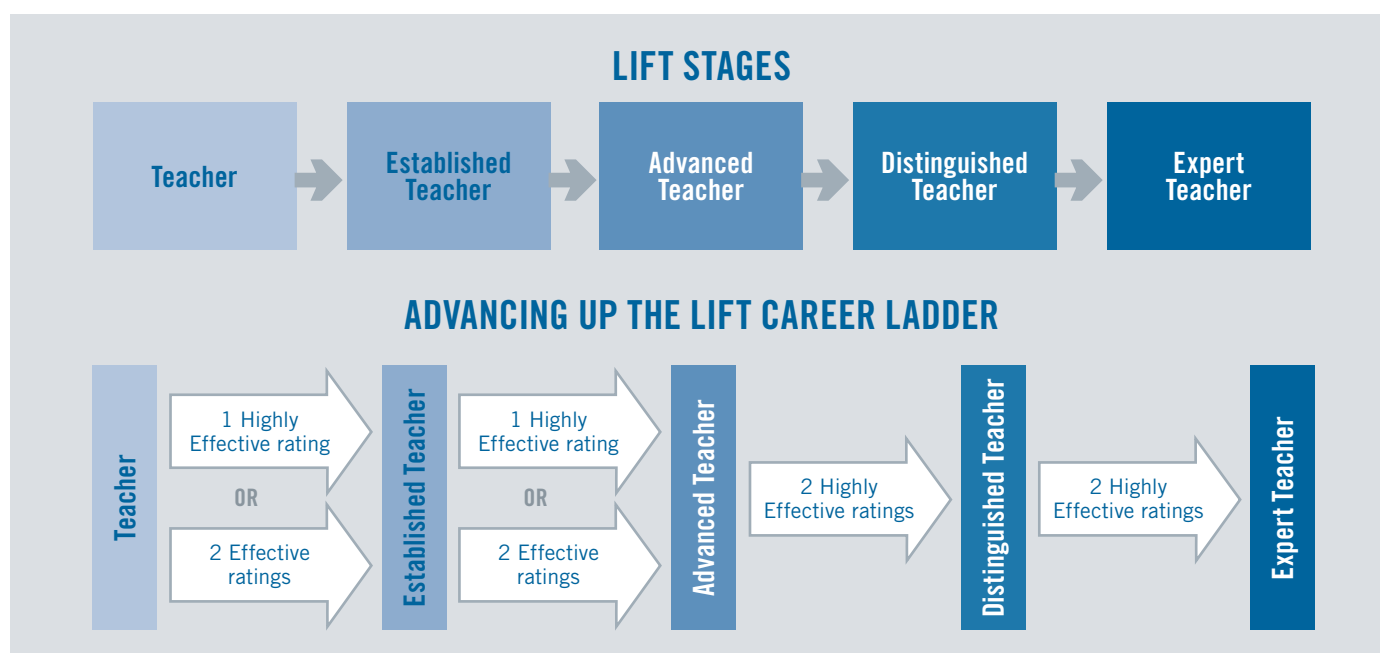 LIFT STAGES
Teacher
Established
Teacher
Advanced
Teacher
Distinguished
Teacher
Expert
Teacher
ADVANCING UP THE LIFT CAREER LADDER
Teacher
1 Highly
Effective rating
OR
2 Effective
ratings
Established Teacher
1 Highly
Effective rating
OR
2 Effective
ratings
Advanced Teacher
2 Highly
Effective ratings
Distinguished Teacher
2 Highly
Effective ratings
Expert Teacher